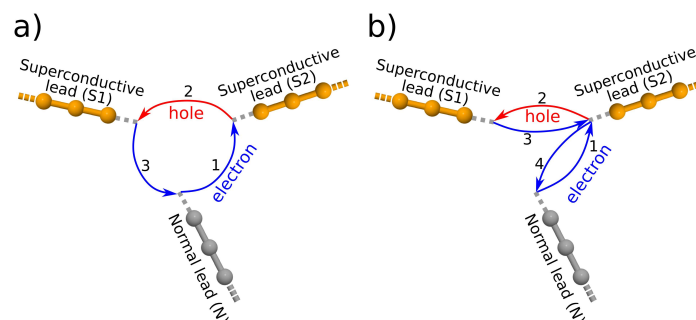 a)
Superconductive
lead (S1)
2
hole
Superconductive
lead (S2)
3
1
electron
Normal lead (N)
b)
Superconductive
lead (S1)
2
hole
3
Superconductive
lead (S2)
4
1
electron
Normal lead (N)